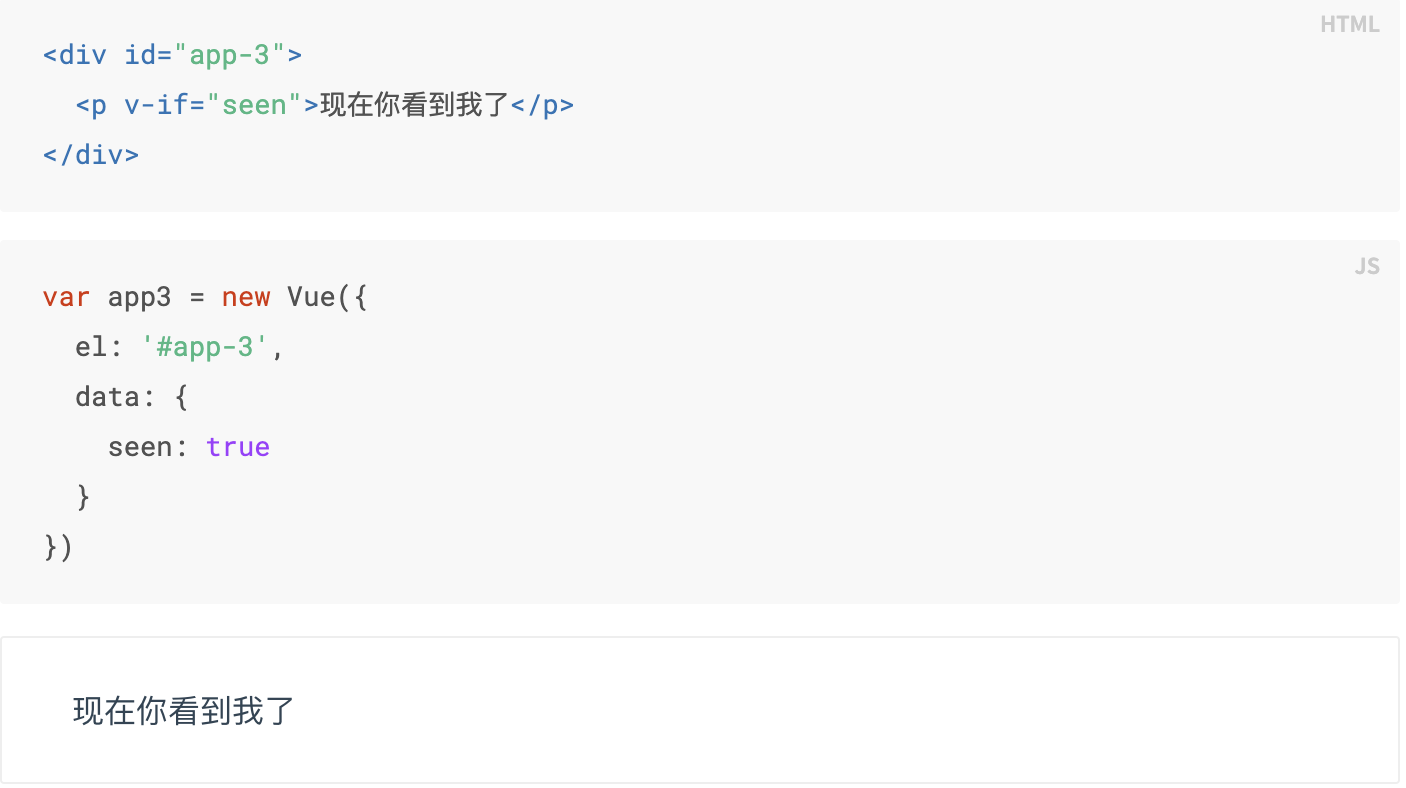 HTML
<div id="app-3">
  <p v-if="seen">现在你看到我了</p>
</div>
JS
var app3 = new Vue({
  el: '#app-3',
  data: {
    seen: true
  }
})
现在你看到我了